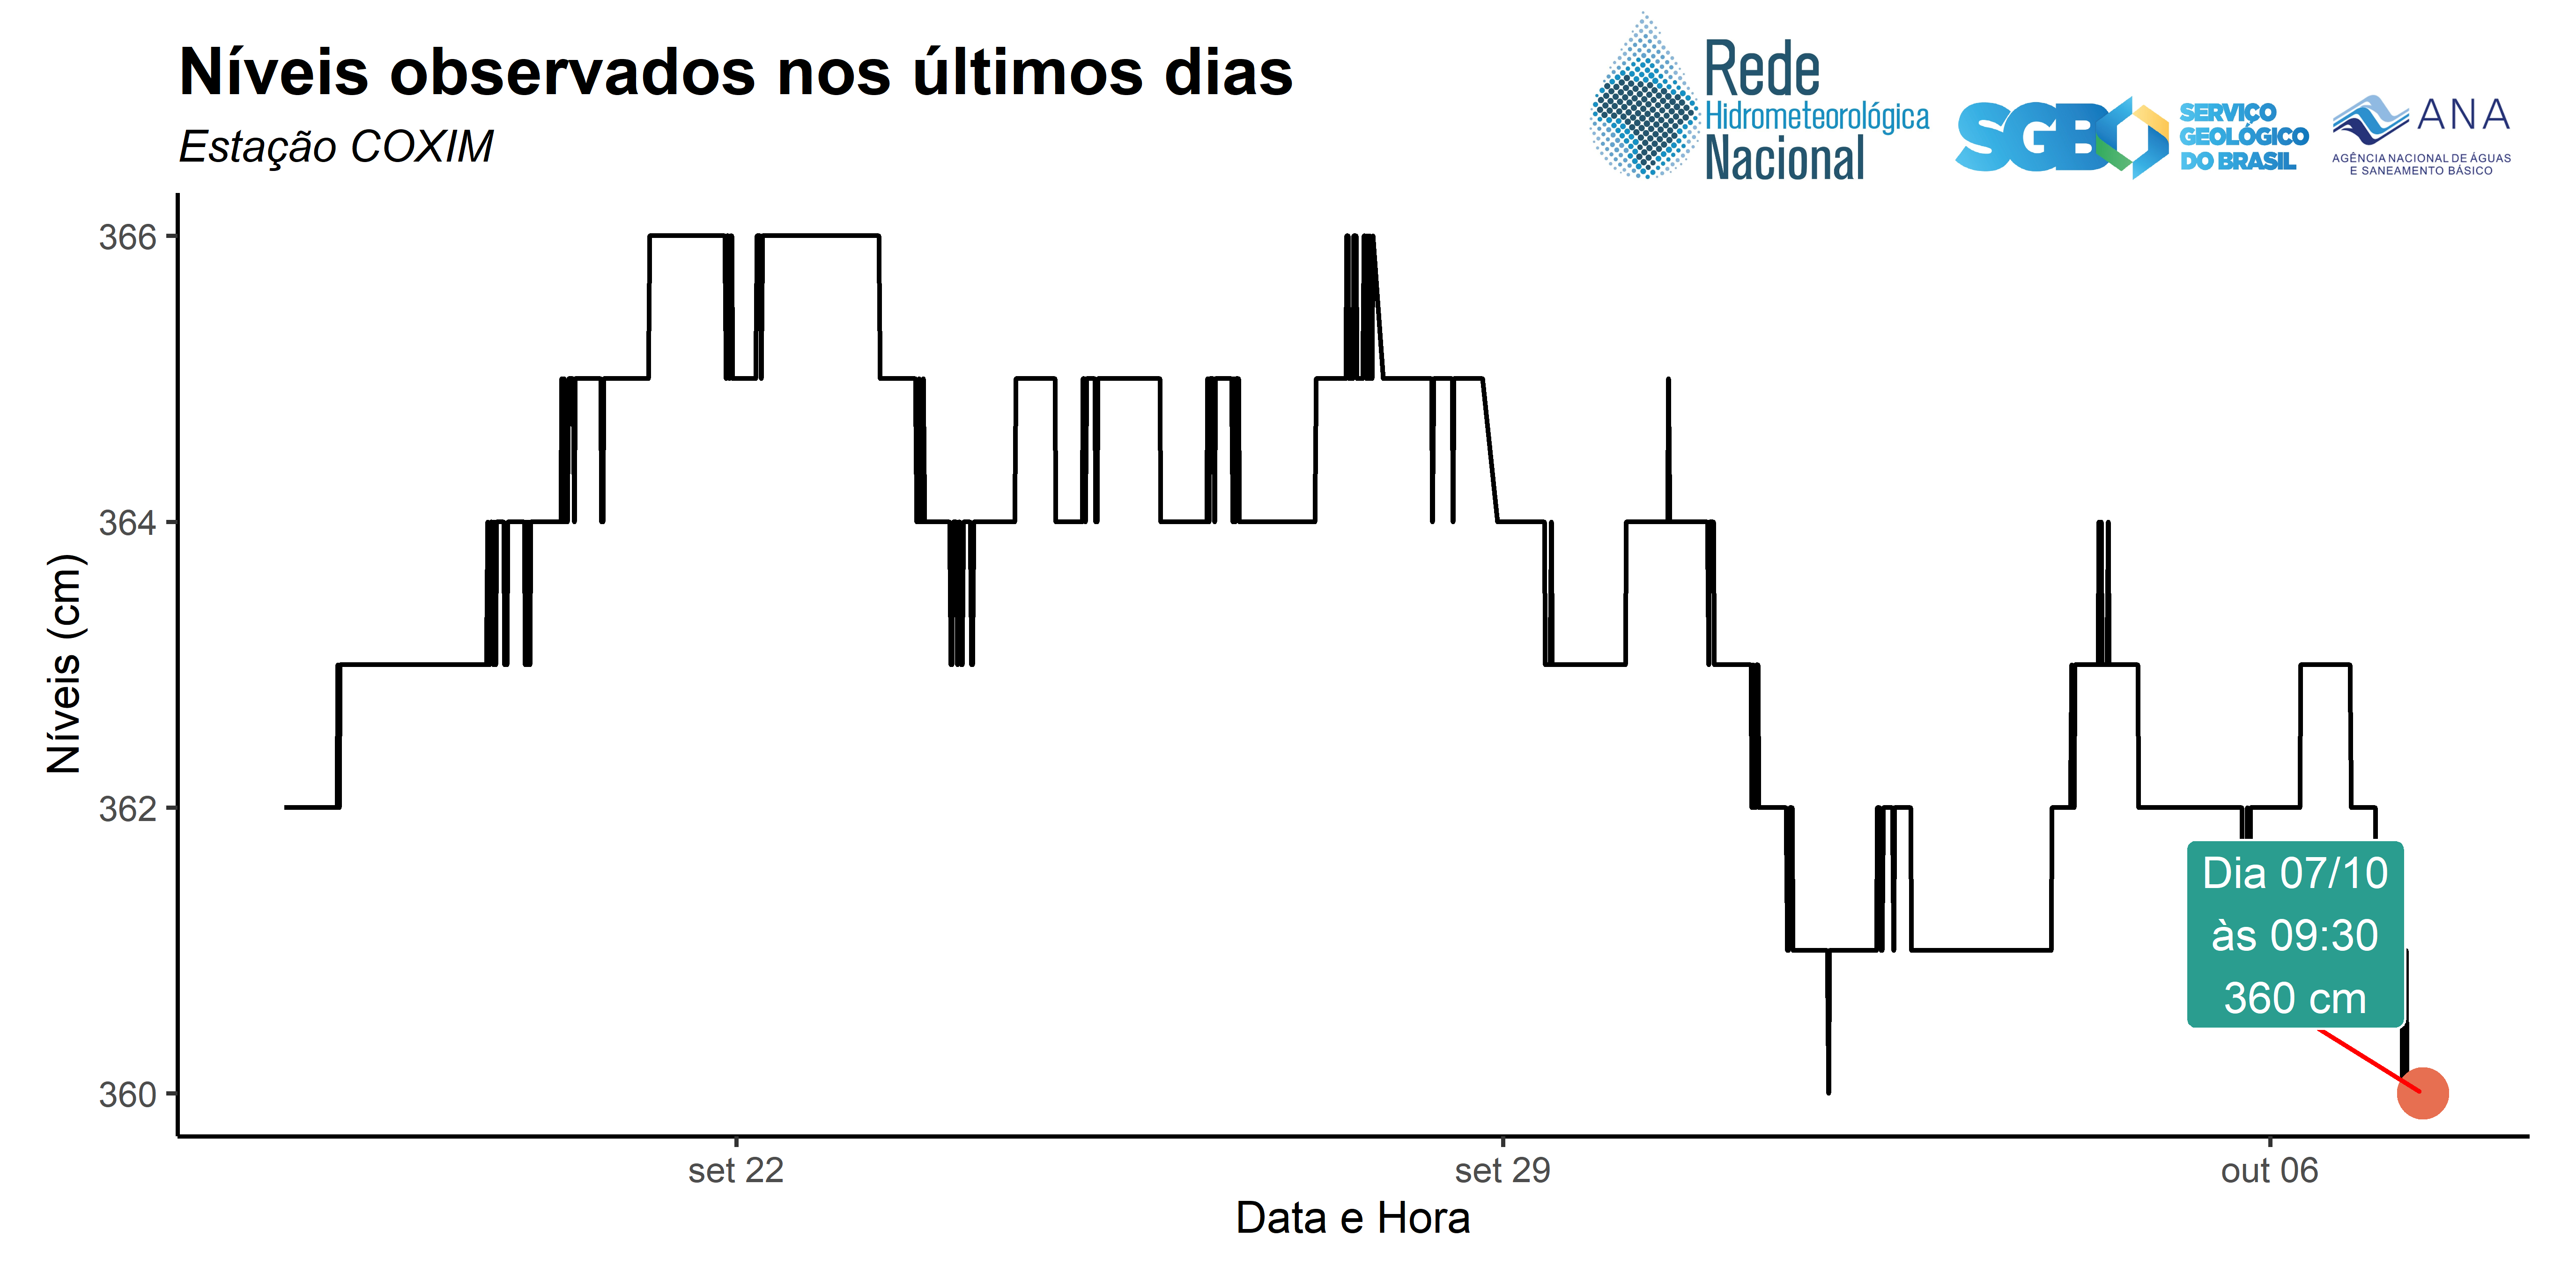 Níveis observados nos últimos dias
Estação COXIM
Rede
Hidrometeorológica
Nacional
SGB
SERVIÇO
GEOLÓGICO
DO BRASIL
ANA
AGÊNCIA NACIONAL DE ÁGUAS
E SANEAMENTO BÁSICO
366
364
362
360
Níveis (cm)
Dia 07/10
às 09:30
360 cm
set 22
set 29
out 06
Data e Hora